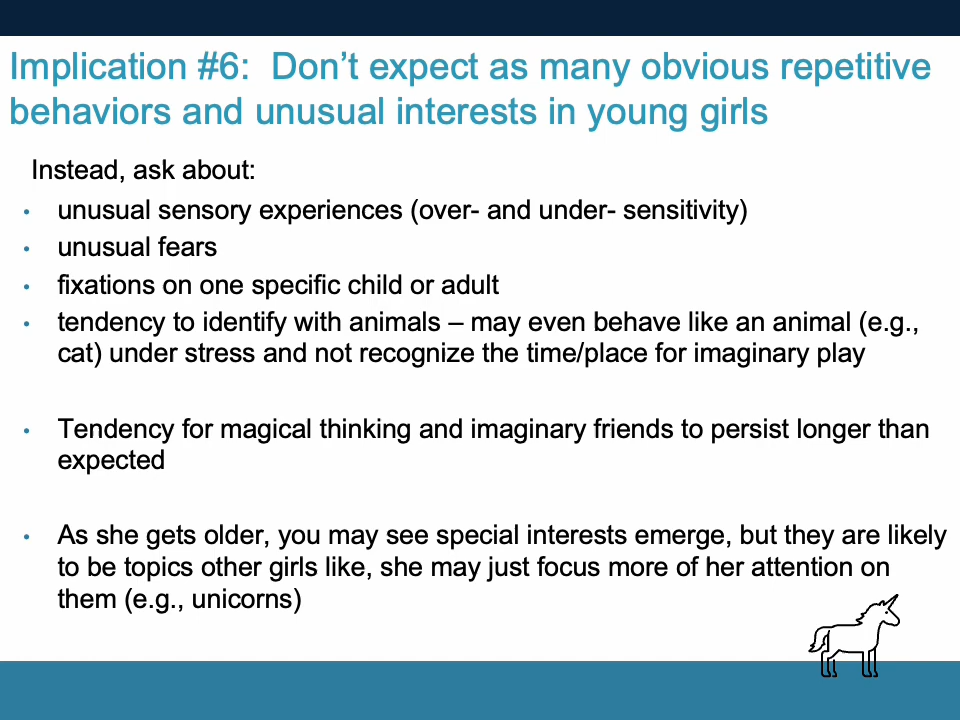 Implication #6:  Don’t expect as many obvious repetitive
behaviors and unusual interests in young girls
Instead, ask about:
• unusual sensory experiences (over- and under- sensitivity)
• unusual fears
• fixations on one specific child or adult
• tendency to identify with animals – may even behave like an animal (e.g.,
cat) under stress and not recognize the time/place for imaginary play
• Tendency for magical thinking and imaginary friends to persist longer than
expected
• As she gets older, you may see special interests emerge, but they are likely
to be topics other girls like, she may just focus more of her attention on
them (e.g., unicorns)